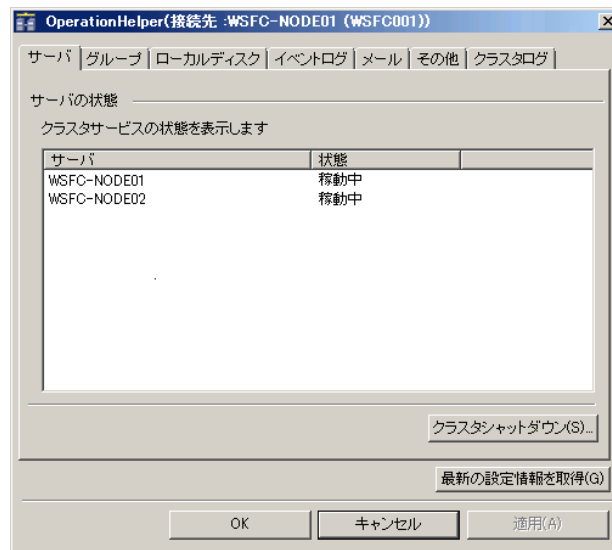 OperationHelper(接続先 :WSFC-NODE01 (WSFC001))
サーバ グループ ローカルディスク イベントログ メール その他 クラスタログ
サーバの状態
クラスタサービスの状態を表示します
サーバ 状態
WSFC-NODE01 稼動中
WSFC-NODE02 稼動中
クラスタシャットダウン(S)...
最新の設定情報を取得(G)
OK キャンセル 適用(A)